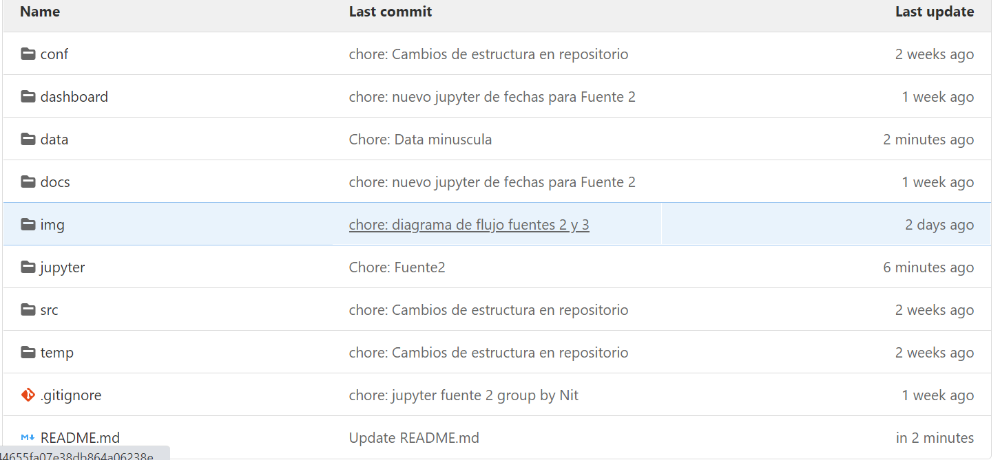 Name Last commit Last update
conf chore: Cambios de estructura en repositorio 2 weeks ago
dashboard chore: nuevo jupyter de fechas para Fuente 2 1 week ago
data Chore: Data minuscula 2 minutes ago
docs chore: nuevo jupyter de fechas para Fuente 2 1 week ago
img chore: diagrama de flujo fuentes 2 y 3 2 days ago
jupyter Chore: Fuente2 6 minutes ago
src chore: Cambios de estructura en repositorio 2 weeks ago
temp chore: Cambios de estructura en repositorio 2 weeks ago
.gitignore chore: jupyter fuente 2 group by Nit 1 week ago
M README.md Update README.md in 2 minutes